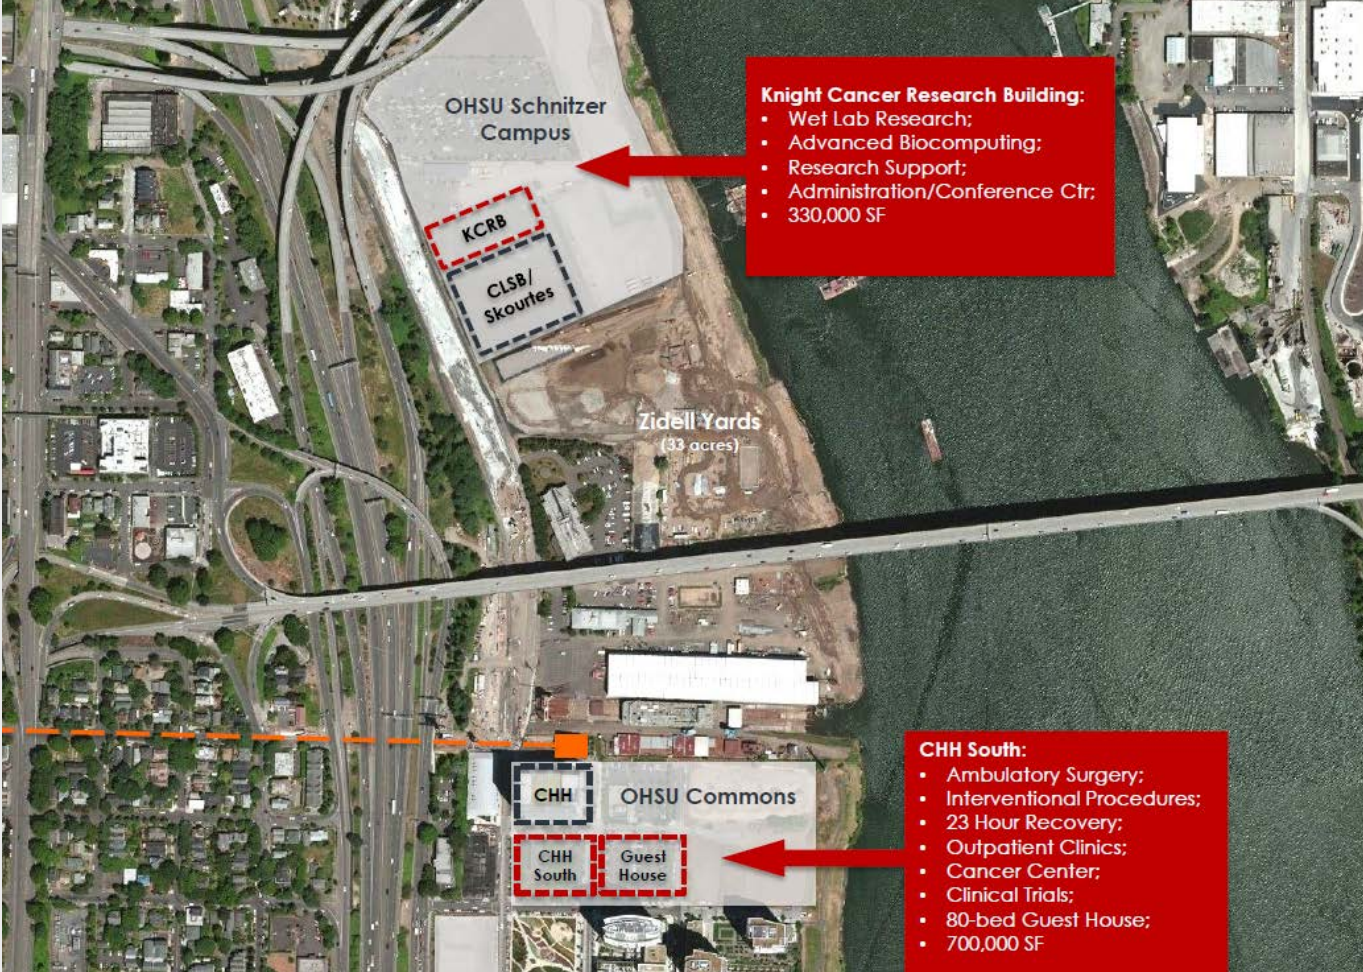 OHSU Schnitzer
Campus
Knight Cancer Research Building:
• Wet Lab Research;
• Advanced Biocomputing;
• Research Support;
• Administration/Conference Ctr;
• 330,000 SF
KCRB
CLSB/
Skourtes
Zidell Yards
(33 acres)
CHH
OHSU Commons
CHH
South
Guest
House
CHH South:
• Ambulatory Surgery;
• Interventional Procedures;
• 23 Hour Recovery;
• Outpatient Clinics;
• Cancer Center;
• Clinical Trials;
• 80-bed Guest House;
• 700,000 SF